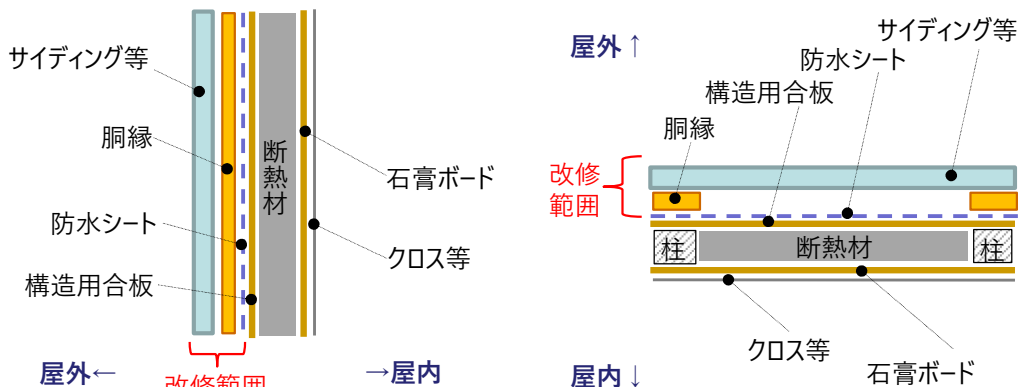 サイディング等
胴縁
防水シート
構造用合板
断熱材
石膏ボード
クロス等
屋外←
改修範囲
→屋内
屋外↑
サイディング等
防水シート
構造用合板
胴縁
改修
範囲
柱
断熱材
柱
クロス等
石膏ボード
屋内↓